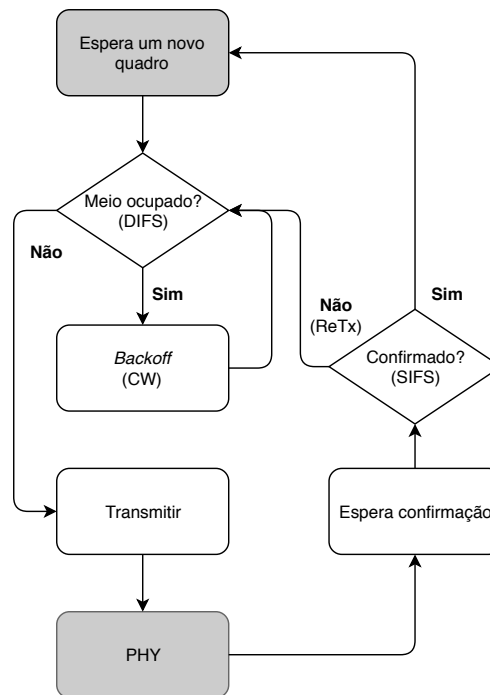 Espera um novo
quadro
Meio ocupado?
(DIFS)
Não
Sim
Backoff
(CW)
Não
(ReTx)
Sim
Confirmado?
(SIFS)
Transmitir
Espera confirmação
PHY